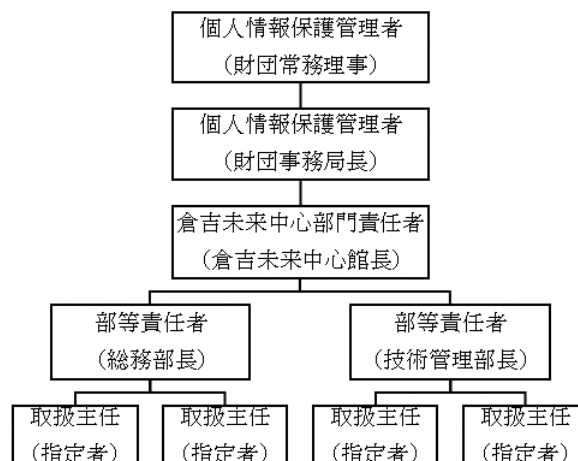 個人情報保護管理者
（財団常務理事）
個人情報保護管理者
（財団事務局長）
倉吉未来中心部門責任者
（倉吉未来中心館長）
部等責任者
（総務部長）
部等責任者
（技術管理部長）
取扱主任
（指定者）
取扱主任
（指定者）
取扱主任
（指定者）
取扱主任
（指定者）